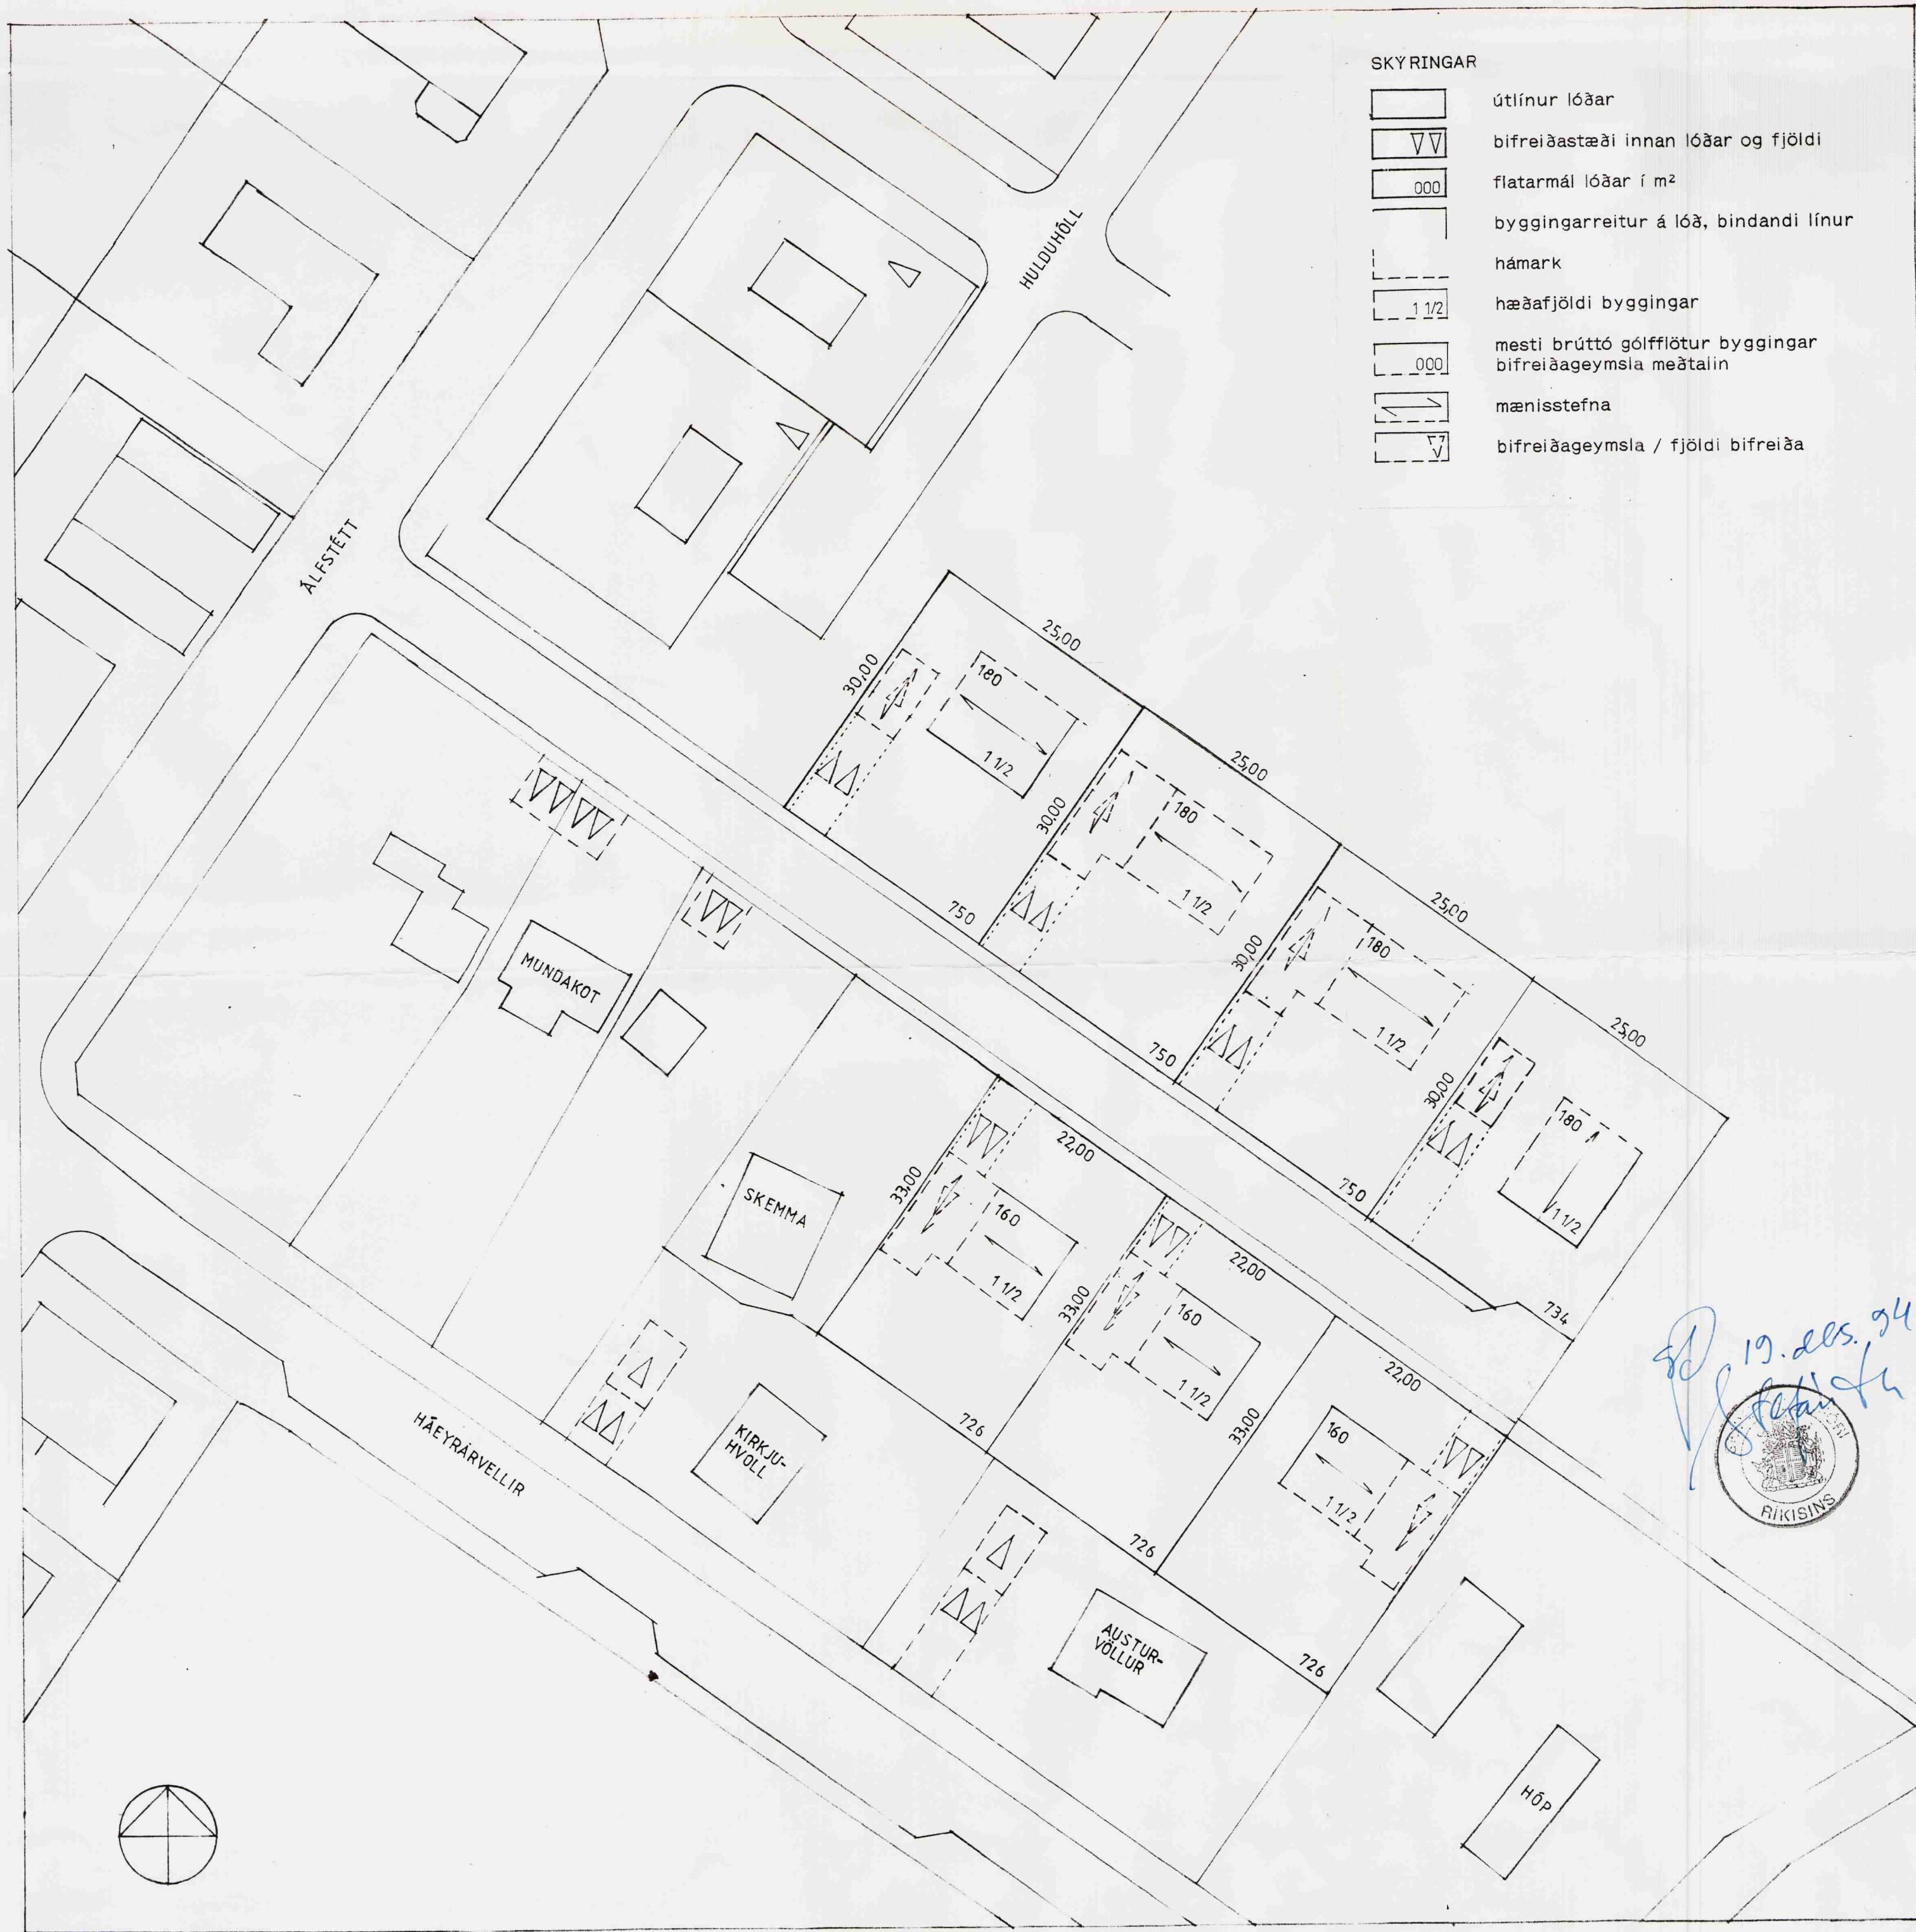 SKÝRINGAR
útlínur lóðar
bifreiðastæði innan lóðar og fjöldi
000
flatarmál lóðar í m²
byggingarreitur á lóð, bindandi línur
hámark
1 1/2
hæðafjöldi byggingar
000
mesti brúttó gólfflötur byggingar
bifreiðageymsla meðtalin
mænisstefna
bifreiðageymsla / fjöldi bifreiða
HULDUHÓLL
ÁLFSTÉTT
25,00
30,00
180
1 1/2
750
25,00
30,00
180
1 1/2
750
25,00
30,00
180
1 1/2
750
25,00
30,00
180
1 1/2
734
MUNDAKOT
SKEMMA
22,00
33,00
160
1 1/2
726
22,00
33,00
160
1 1/2
726
22,00
33,00
160
1 1/2
726
KIRKJU-
HVOLL
HÁEYRARVELLIR
AUSTUR-
VÖLLUR
HÓP
19. des. 94
RÍKISINS